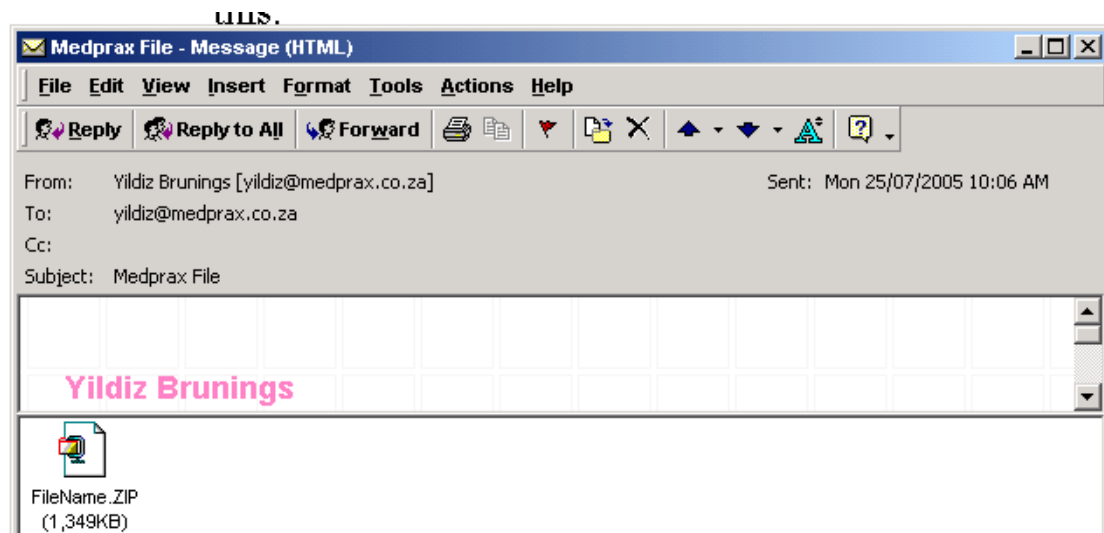 this.
Medprax File - Message (HTML)
File Edit View Insert Format Tools Actions Help
Reply Reply to All Forward
From: Yildiz Brunings [yildiz@medprax.co.za] Sent: Mon 25/07/2005 10:06 AM
To: yildiz@medprax.co.za
Cc:
Subject: Medprax File
Yildiz Brunings
FileName.ZIP
(1,349KB)